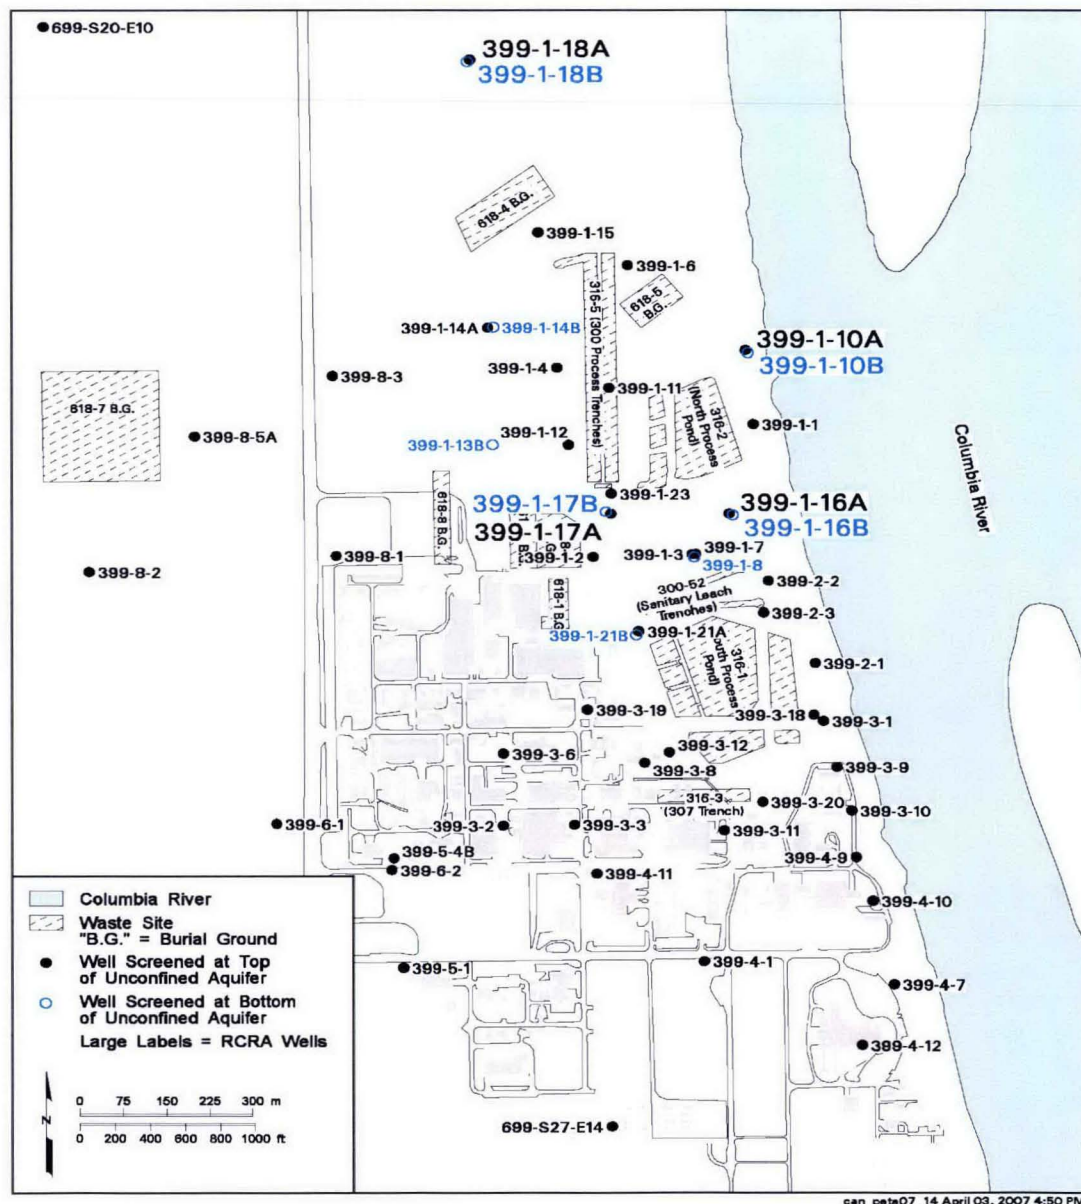 699-S20-E10
399-1-18A
399-1-18B
618-4 B.G.
399-1-15
399-1-6
316-5 (300 Process Trenches)
618-5
B.G.
399-1-14A
399-1-14B
399-1-10A
399-1-10B
399-1-4
399-8-3
399-1-11
618-7 B.G.
316-2
(North Process
Pond)
399-1-1
399-8-5A
399-1-12
399-1-13B
Columbia River
399-1-23
399-1-17B
399-1-17A
399-1-16A
399-1-16B
618-8 B.G.
399-8-1
399-1-2
399-1-3
399-1-7
399-1-8
399-8-2
300-52
(Sanitary Leach
Trenches)
399-2-2
618-1 B.G.
399-2-3
399-1-21B
399-1-21A
316-1
Process
Pond)
399-2-1
399-3-19
399-3-18
399-3-1
399-3-6
399-3-12
399-3-8
399-3-9
316-3
(307 Trench)
399-3-20
399-3-10
399-6-1
399-3-2
399-3-3
399-3-11
399-5-4B
399-6-2
399-4-9
399-4-11
399-4-10
399-5-1
399-4-1
399-4-7
399-4-12
699-S27-E14
Columbia River
Waste Site
"B.G." = Burial Ground
Well Screened at Top
of Unconfined Aquifer
Well Screened at Bottom
of Unconfined Aquifer
Large Labels = RCRA Wells
N
0 75 150 225 300 m
0 200 400 600 800 1000 ft
can_pete07_14 April 03, 2007 4:50 PM